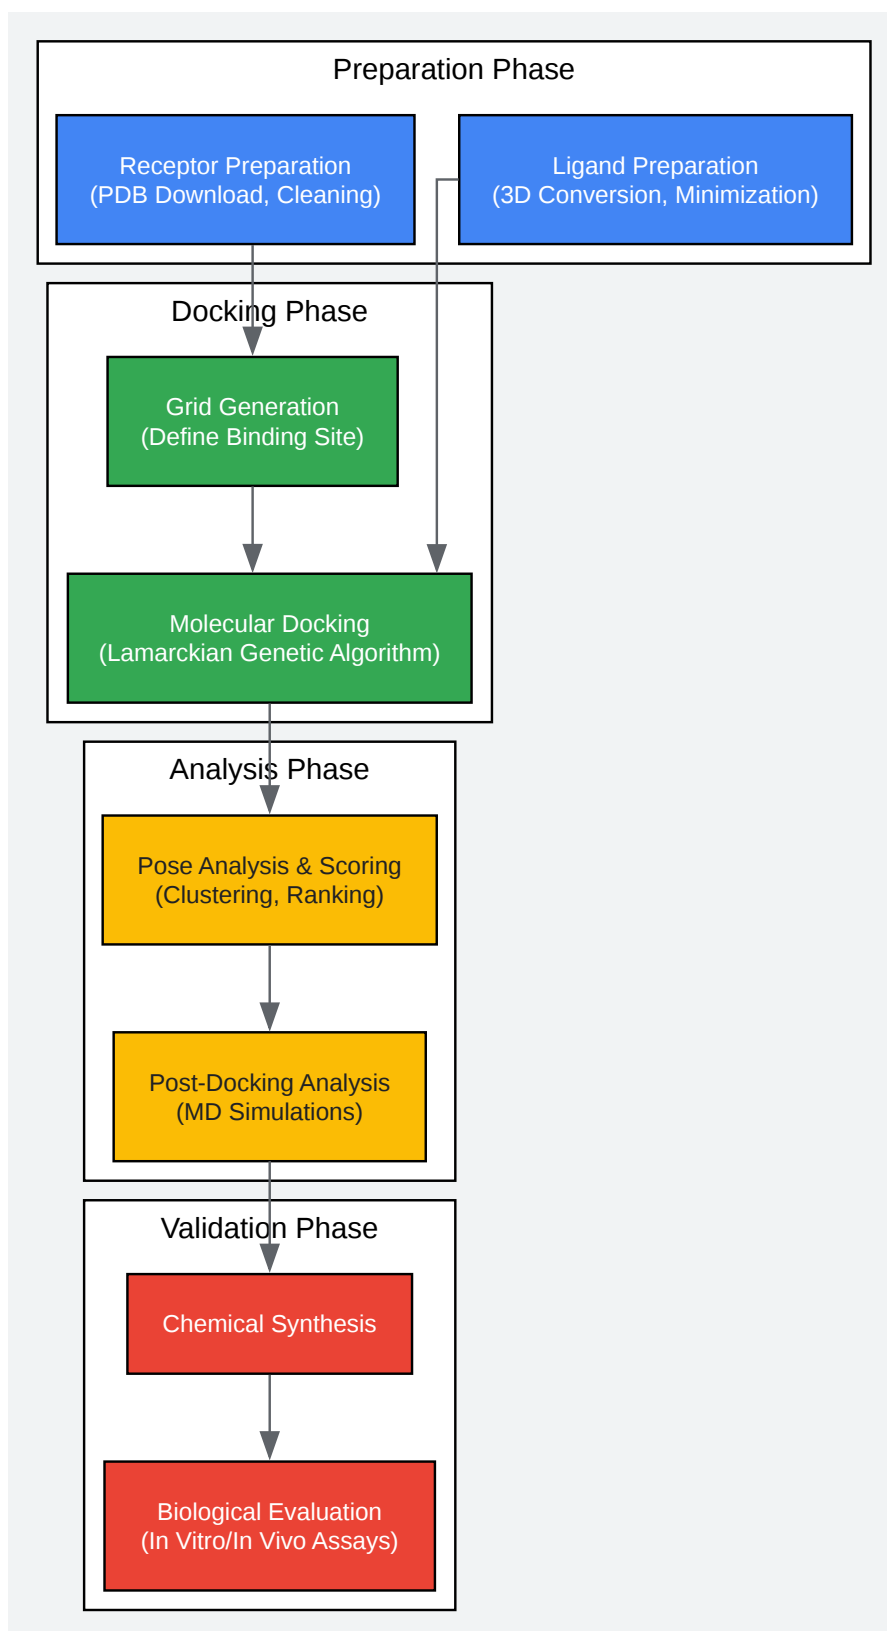 Preparation Phase
Receptor Preparation
(PDB Download, Cleaning)
Ligand Preparation
(3D Conversion, Minimization)
Docking Phase
Grid Generation
(Define Binding Site)
Molecular Docking
(Lamarckian Genetic Algorithm)
Analysis Phase
Pose Analysis & Scoring
(Clustering, Ranking)
Post-Docking Analysis
(MD Simulations)
Validation Phase
Chemical Synthesis
Biological Evaluation
(In Vitro/In Vivo Assays)